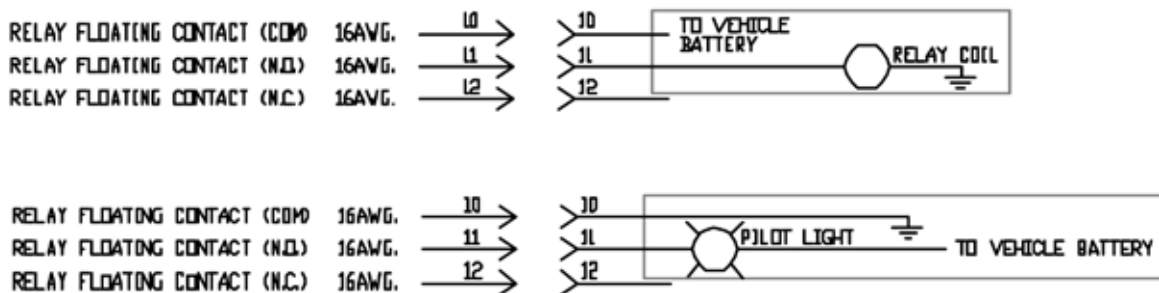 RELAY FLOATING CONTACT (COM) 16AWG. 10 10 TO VEHICLE
BATTERY
RELAY FLOATING CONTACT (N.O.) 16AWG. 11 11 RELAY COIL
RELAY FLOATING CONTACT (N.C.) 16AWG. 12 12
RELAY FLOATING CONTACT (COM) 16AWG. 10 10
RELAY FLOATING CONTACT (N.O.) 16AWG. 11 11 PILOT LIGHT TO VEHICLE BATTERY
RELAY FLOATING CONTACT (N.C.) 16AWG. 12 12